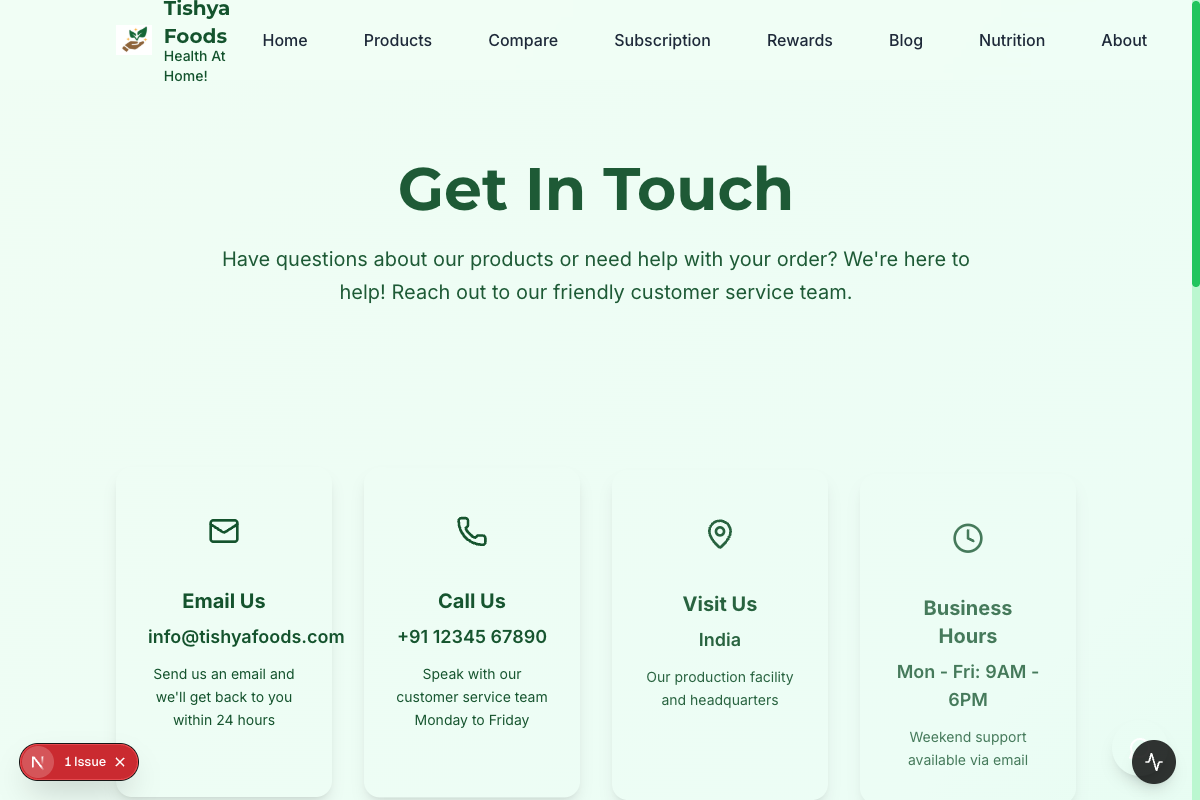 Tishya
Foods
Health At
Home!
Home
Products
Compare
Subscription
Rewards
Blog
Nutrition
About
Get In Touch
Have questions about our products or need help with your order? We're here to
help! Reach out to our friendly customer service team.
Email Us
info@tishyafoods.com
Send us an email and
we'll get back to you
within 24 hours
Call Us
+91 12345 67890
Speak with our
customer service team
Monday to Friday
Visit Us
India
Our production facility
and headquarters
Business
Hours
Mon - Fri: 9AM -
6PM
Weekend support
available via email
N
1 Issue